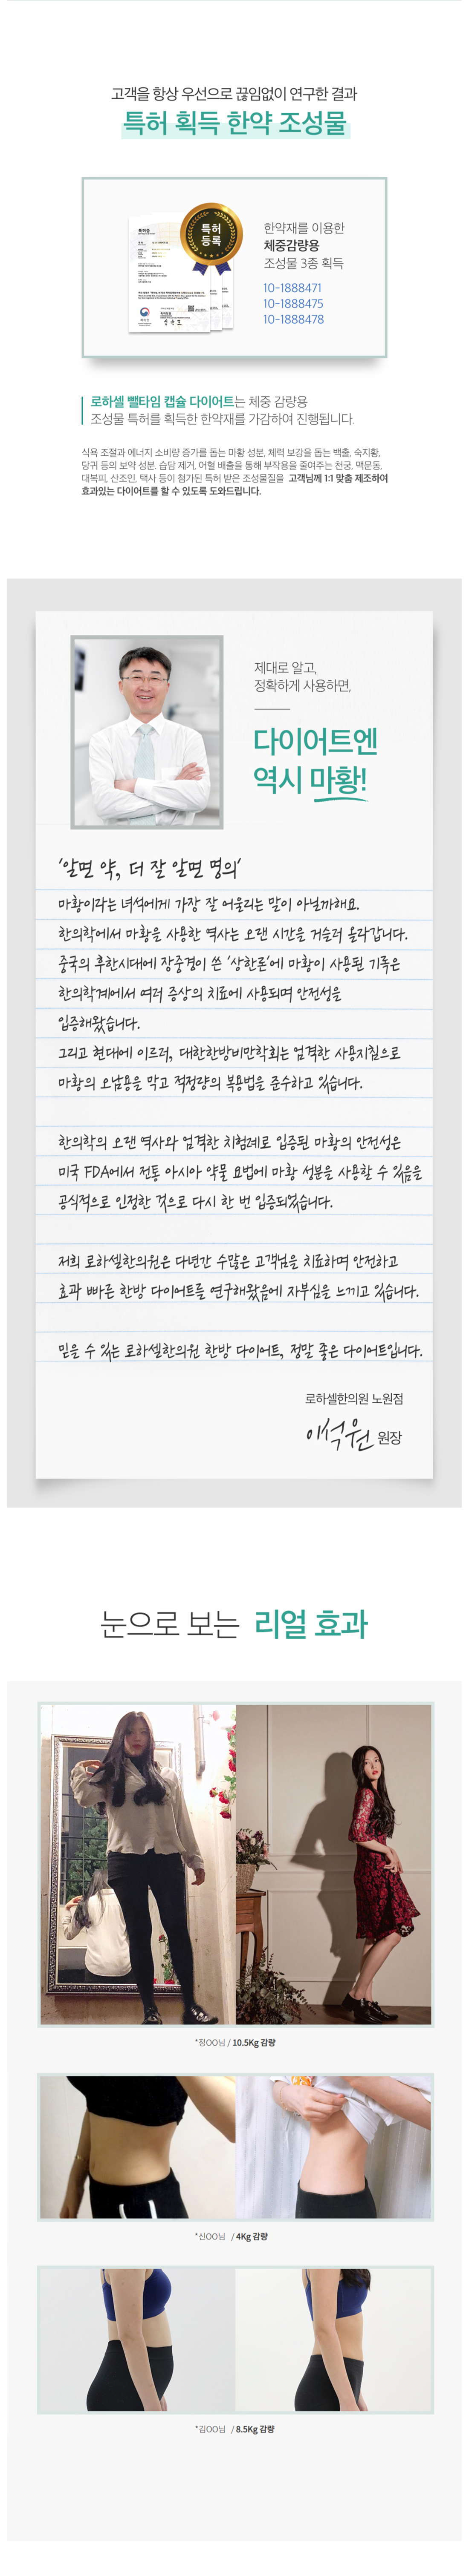 고객을 항상 우선으로 끊임없이 연구한 결과
특허 획득 한약 조성물
특허증
특허
등록
한약재를 이용한
체중감량용
조성물 3종 획득
10-1888471
10-1888475
10-1888478
로하셀 뺄타임 캡슐 다이어트는 체중 감량용
조성물 특허를 획득한 한약재를 가감하여 진행됩니다.
식욕 조절과 에너지 소비량 증가를 돕는 마황 성분, 체력 보강을 돕는 백출, 숙지황,
당귀 등의 보약 성분. 습담 제거, 어혈 배출을 통해 부작용을 줄여주는 천궁, 맥문동,
대복피, 산조인, 택사 등이 첨가된 특허 받은 조성물질을 고객님께 1:1 맞춤 제조하여
효과있는 다이어트를 할 수 있도록 도와드립니다.
제대로 알고,
정확하게 사용하면,
다이어트엔
역시 마황!
'알면 약, 더 잘 알면 명의'
마황이라는 녀석에게 가장 잘 어울리는 말이 아닐까해요.
한의학에서 마황을 사용한 역사는 오랜 시간을 거슬러 올라갑니다.
중국의 후한시대에 장중경이 쓴 '상한론'에 마황이 사용된 기록은
한의학계에서 여러 증상의 치료에 사용되며 안전성을
입증해왔습니다.
그리고 현대에 이르러, 대한한방비만학회는 엄격한 사용지침으로
마황의 오남용을 막고 적정량의 복용법을 준수하고 있습니다.
한의학의 오랜 역사와 엄격한 치험례로 입증된 마황의 안전성은
미국 FDA에서 전통 아시아 약물 요법에 마황 성분을 사용할 수 있음을
공식적으로 인정한 것으로 다시 한 번 입증되었습니다.
저희 로하셀한의원은 다년간 수많은 고객님을 치료하며 안전하고
효과 빠른 한방 다이어트를 연구해왔음에 자부심을 느끼고 있습니다.
믿을 수 있는 로하셀한의원 한방 다이어트, 정말 좋은 다이어트입니다.
로하셀한의원 노원점
이석원 원장
눈으로 보는 리얼 효과
*정OO님 / 10.5Kg 감량
*신OO님 / 4Kg 감량
*김OO님 / 8.5Kg 감량